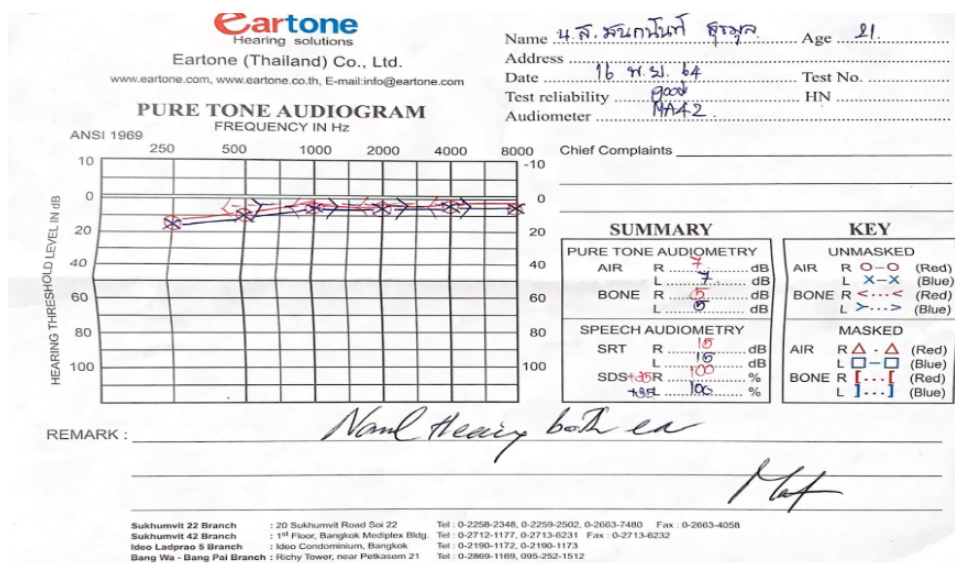 eartone
Hearing solutions
Eartone (Thailand) Co., Ltd.
www.eartone.com, www.eartone.co.th, E-mail:info@eartone.com
Name น.ส. Age 21
Address
Date 16 พ.ย. 64 Test No.
Test reliability good HN
Audiometer MA42
PURE TONE AUDIOGRAM
FREQUENCY IN Hz
ANSI 1969
250 500 1000 2000 4000 8000
10 -10
0 0
20 20
40 40
60 60
80 80
100 100
HEARING THRESHOLD LEVEL IN dB
Chief Complaints
SUMMARY
PURE TONE AUDIOMETRY
AIR R 7 dB
L 7 dB
BONE R 5 dB
L 5 dB
SPEECH AUDIOMETRY
SRT R 15 dB
L 15 dB
SDS +35 R 100 %
+35 L 100 %
KEY
UNMASKED
AIR R O–O (Red)
L X–X (Blue)
BONE R <...< (Red)
L >...> (Blue)
MASKED
AIR R △ . △ (Red)
L □–□ (Blue)
BONE R [...[ (Red)
L ]...] (Blue)
REMARK : Hearing both ear
Sukhumvit 22 Branch : 20 Sukhumvit Road Soi 22 Tel : 0-2258-2348, 0-2259-2502, 0-2663-7480 Fax : 0-2663-4058
Sukhumvit 42 Branch : 1st Floor, Bangkok Mediplex Bldg. Tel : 0-2712-1177, 0-2713-6231 Fax : 0-2713-6232
Ideo Ladprao 5 Branch : Ideo Condominium, Bangkok Tel : 0-2190-1172, 0-2190-1173
Bang Wa - Bang Pai Branch : Richy Tower, near Petkasem 21 Tel : 0-2869-1169, 095-252-1512